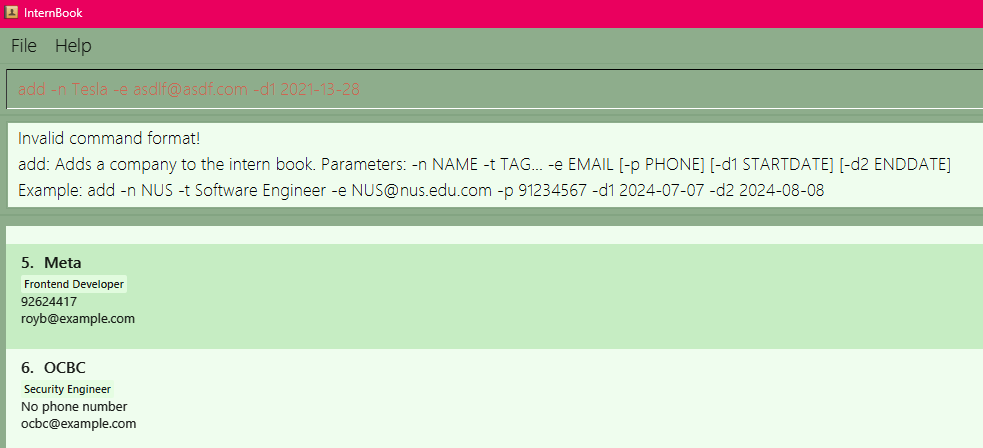 InternBook
File Help
add -n Tesla -e asdlf@asdf.com -d1 2021-13-28
Invalid command format!
add: Adds a company to the intern book. Parameters: -n NAME -t TAG... -e EMAIL [-p PHONE] [-d1 STARTDATE] [-d2 ENDDATE]
Example: add -n NUS -t Software Engineer -e NUS@nus.edu.com -p 91234567 -d1 2024-07-07 -d2 2024-08-08
5. Meta
Frontend Developer
92624417
royb@example.com
6. OCBC
Security Engineer
No phone number
ocbc@example.com